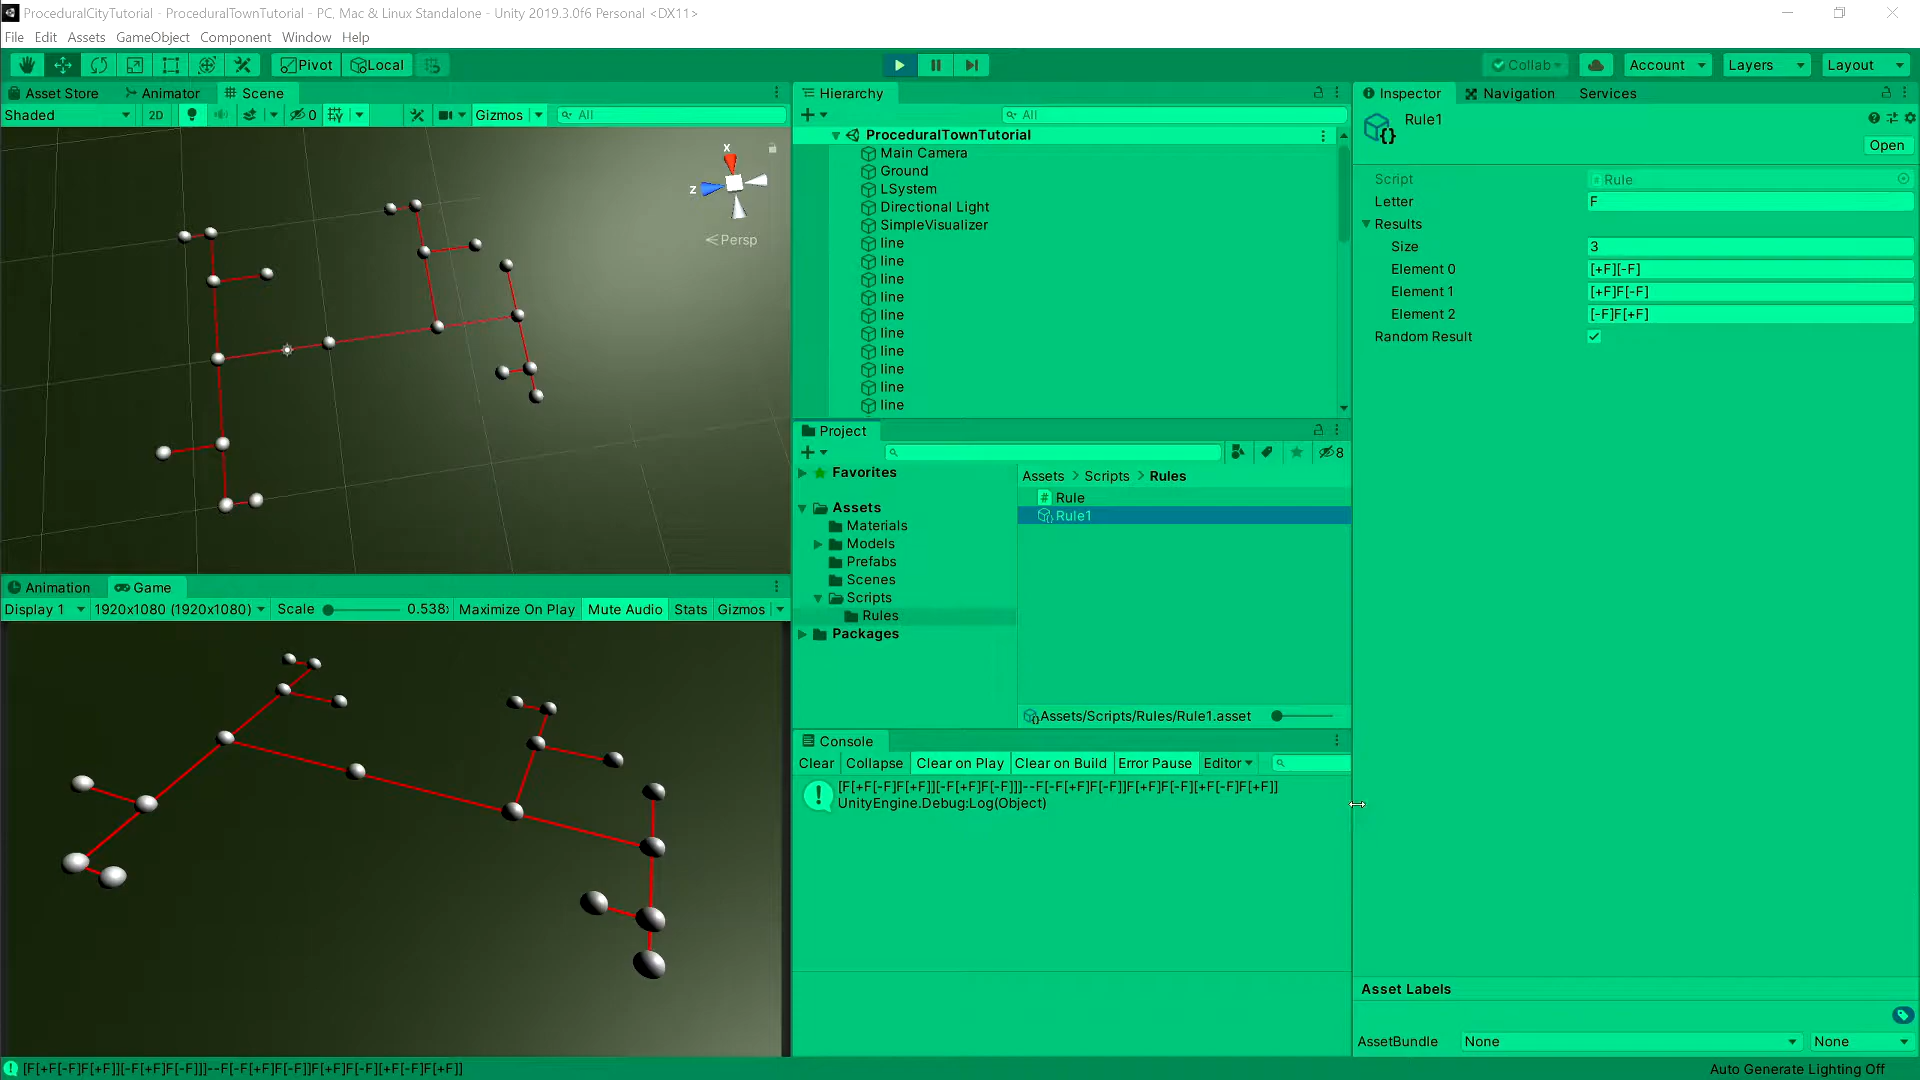 ProceduralCityTutorial - ProceduralTownTutorial - PC, Mac & Linux Standalone - Unity 2019.3.0f6 Personal <DX11>
File Edit Assets GameObject Component Window Help
Pivot Local Collab Account Layers Layout
Asset Store Animator Scene
Shaded 2D 0 Gizmos All
x
z
Persp
Animation Game
Display 1 1920x1080 (1920x1080) Scale 0.538: Maximize On Play Mute Audio Stats Gizmos
Hierarchy
All
ProceduralTownTutorial
Main Camera
Ground
LSystem
Directional Light
SimpleVisualizer
line
line
line
line
line
line
line
line
line
line
Project
8
Favorites
Assets
Materials
Models
Prefabs
Scenes
Scripts
Rules
Packages
Assets > Scripts > Rules
# Rule
Rule1
Assets/Scripts/Rules/Rule1.asset
Console
Clear Collapse Clear on Play Clear on Build Error Pause Editor
[F[+F[-F]F[+F]][-F[+F]F[-F]]]--F[-F[+F]F[-F]]F[+F]F[-F][+F[-F]F[+F]]
UnityEngine.Debug:Log(Object)
Inspector Navigation Services
Rule1
Open
Script Rule
Letter F
Results
Size 3
Element 0 [+F][-F]
Element 1 [+F]F[-F]
Element 2 [-F]F[+F]
Random Result
Asset Labels
AssetBundle None None
[F[+F[-F]F[+F]][-F[+F]F[-F]]]--F[-F[+F]F[-F]]F[+F]F[-F][+F[-F]F[+F]]
Auto Generate Lighting Off